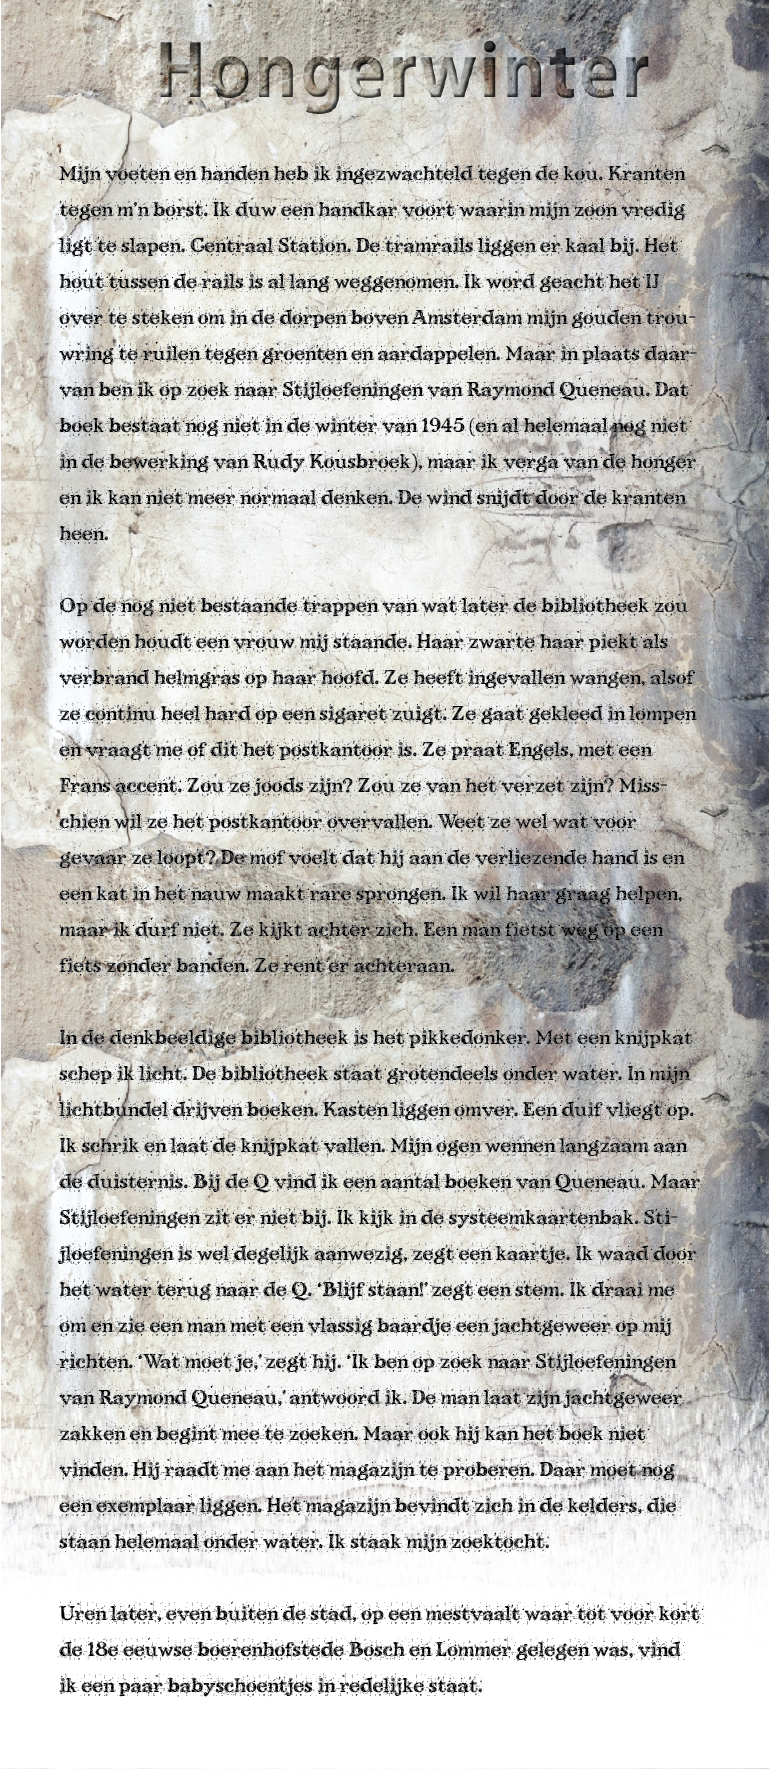 Hongerwinter
Mijn voeten en handen heb ik ingezwachteld tegen de kou. Kranten
tegen m'n borst. Ik duw een handkar voort waarin mijn zoon vredig
ligt te slapen. Centraal Station. De tramrails liggen er kaal bij. Het
hout tussen de rails is al lang weggenomen. Ik word geacht het IJ
over te steken om in de dorpen boven Amsterdam mijn gouden trou-
wring te ruilen tegen groenten en aardappelen. Maar in plaats daar-
van ben ik op zoek naar Stijloefeningen van Raymond Queneau. Dat
boek bestaat nog niet in de winter van 1945 (en al helemaal nog niet
in de bewerking van Rudy Kousbroek), maar ik verga van de honger
en ik kan niet meer normaal denken. De wind snijdt door de kranten
heen.
Op de nog niet bestaande trappen van wat later de bibliotheek zou
worden houdt een vrouw mij staande. Haar zwarte haar piekt als
verbrand helmgras op haar hoofd. Ze heeft ingevallen wangen, alsof
ze continu heel hard op een sigaret zuigt. Ze gaat gekleed in lompen
en vraagt me of dit het postkantoor is. Ze praat Engels, met een
Frans accent. Zou ze joods zijn? Zou ze van het verzet zijn? Miss-
chien wil ze het postkantoor overvallen. Weet ze wel wat voor
gevaar ze loopt? De mof voelt dat hij aan de verliezende hand is en
een kat in het nauw maakt rare sprongen. Ik wil haar graag helpen,
maar ik durf niet. Ze kijkt achter zich. Een man fietst weg op een
fiets zonder banden. Ze rent er achteraan.
In de denkbeeldige bibliotheek is het pikkedonker. Met een knijpkat
schep ik licht. De bibliotheek staat grotendeels onder water. In mijn
lichtbundel drijven boeken. Kasten liggen omver. Een duif vliegt op.
Ik schrik en laat de knijpkat vallen. Mijn ogen wennen langzaam aan
de duisternis. Bij de Q vind ik een aantal boeken van Queneau. Maar
Stijloefeningen zit er niet bij. Ik kijk in de systeemkaartenbak. Sti-
jloefeningen is wel degelijk aanwezig, zegt een kaartje. Ik waad door
het water terug naar de Q. 'Blijf staan!' zegt een stem. Ik draai me
om en zie een man met een vlassig baardje een jachtgeweer op mij
richten. 'Wat moet je,' zegt hij. 'Ik ben op zoek naar Stijloefeningen
van Raymond Queneau,' antwoord ik. De man laat zijn jachtgeweer
zakken en begint mee te zoeken. Maar ook hij kan het boek niet
vinden. Hij raadt me aan het magazijn te proberen. Daar moet nog
een exemplaar liggen. Het magazijn bevindt zich in de kelders, die
staan helemaal onder water. Ik staak mijn zoektocht.
Uren later, even buiten de stad, op een mestvaalt waar tot voor kort
de 18e eeuwse boerenhofstede Bosch en Lommer gelegen was, vind
ik een paar babyschoentjes in redelijke staat.